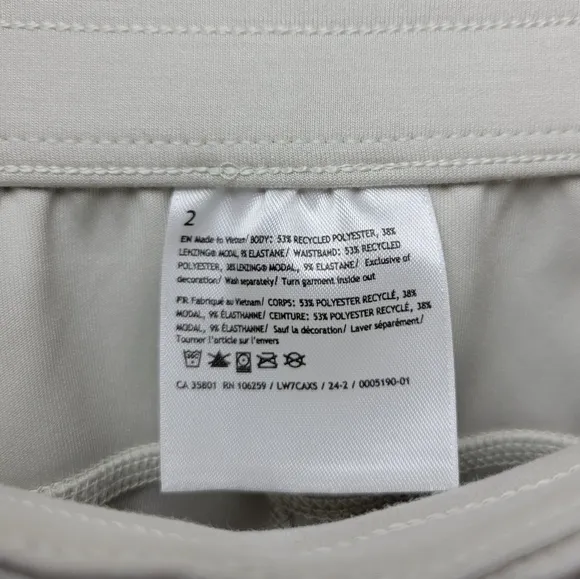 2
EN Made in Vietnam/ BODY: 53% RECYCLED POLYESTER, 38%
LENZING® MODAL, 9% ELASTANE/ WAISTBAND: 53% RECYCLED
POLYESTER, 38% LENZING® MODAL, 9% ELASTANE/ Exclusive of
decoration/ Wash separately/ Turn garment inside out
FR Fabriqué au Vietnam/ CORPS: 53% POLYESTER RECYCLÉ, 38%
MODAL, 9% ÉLASTHANNE/ CEINTURE: 53% POLYESTER RECYCLÉ, 38%
MODAL, 9% ÉLASTHANNE/ Sauf la décoration/ Laver séparément/
Tourner l'article sur l'envers
CA 35801 RN 106259 / LW7CAXS / 24-2 / 0005190-01